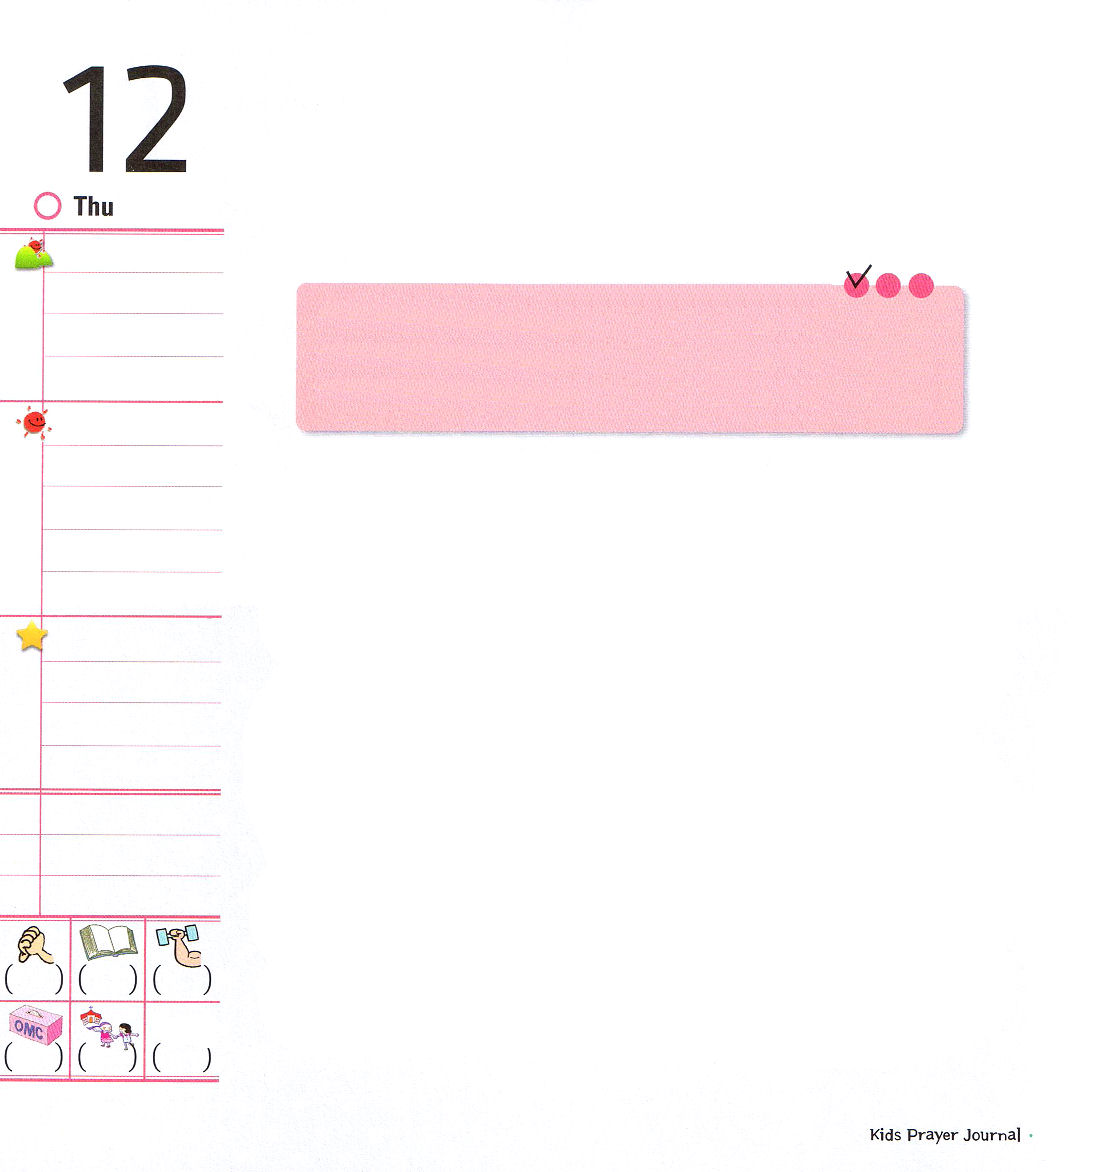 12
Thu
( ) ( ) ( )
OMC
( ) ( ) ( )
Kids Prayer Journal